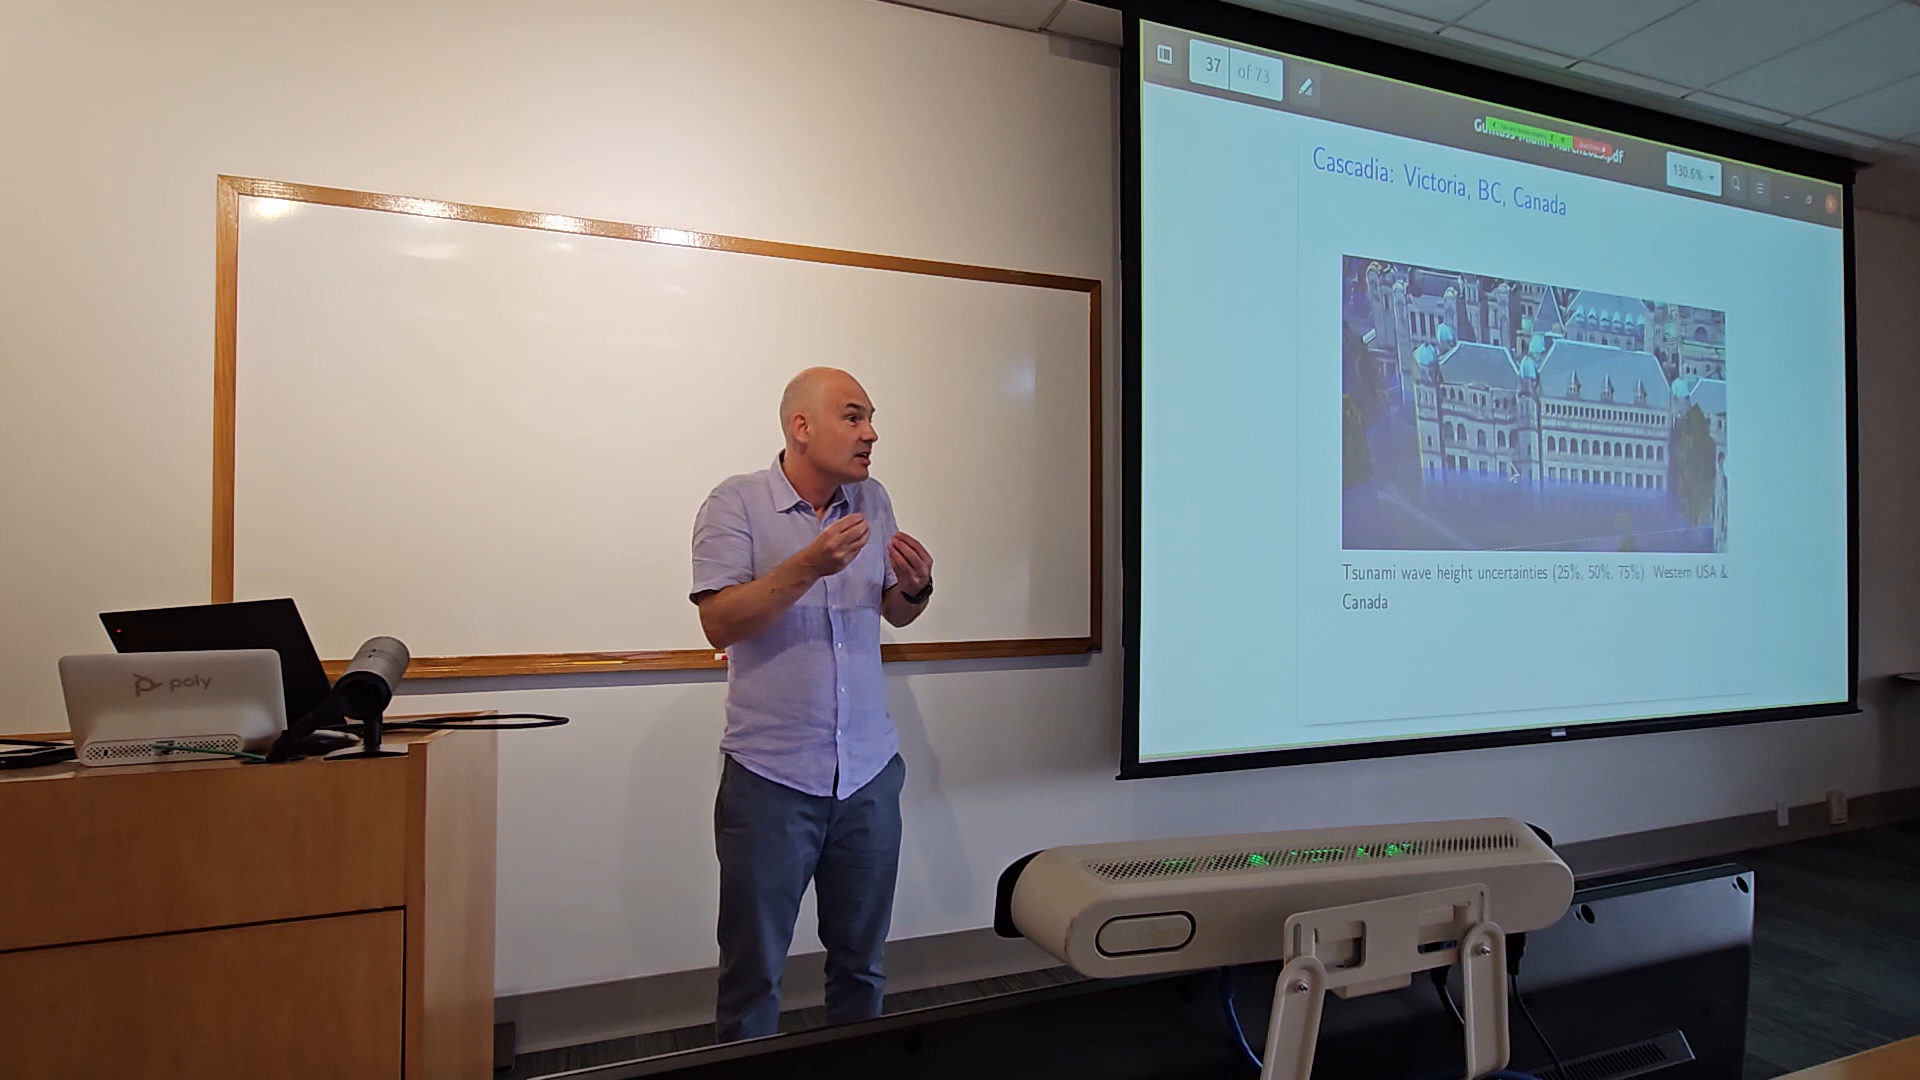 37 of 73
130.6%
Cascadia: Victoria, BC, Canada
Tsunami wave height uncertainties (25%, 50%, 75%): Western USA &
Canada
poly